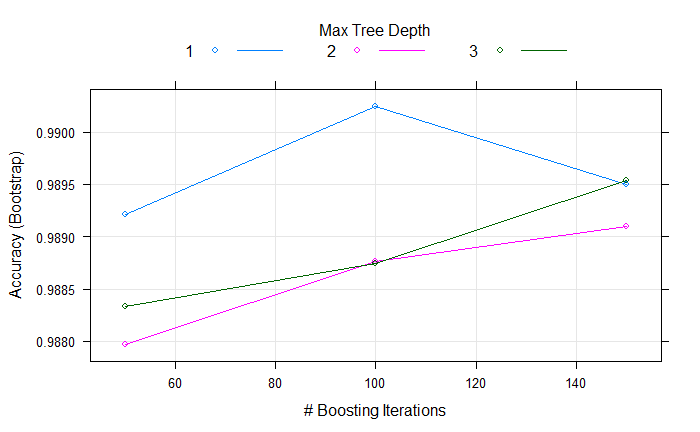 Max Tree Depth
1 2 3
0.9900
0.9895
0.9890
0.9885
0.9880
Accuracy (Bootstrap)
60 80 100 120 140
# Boosting Iterations